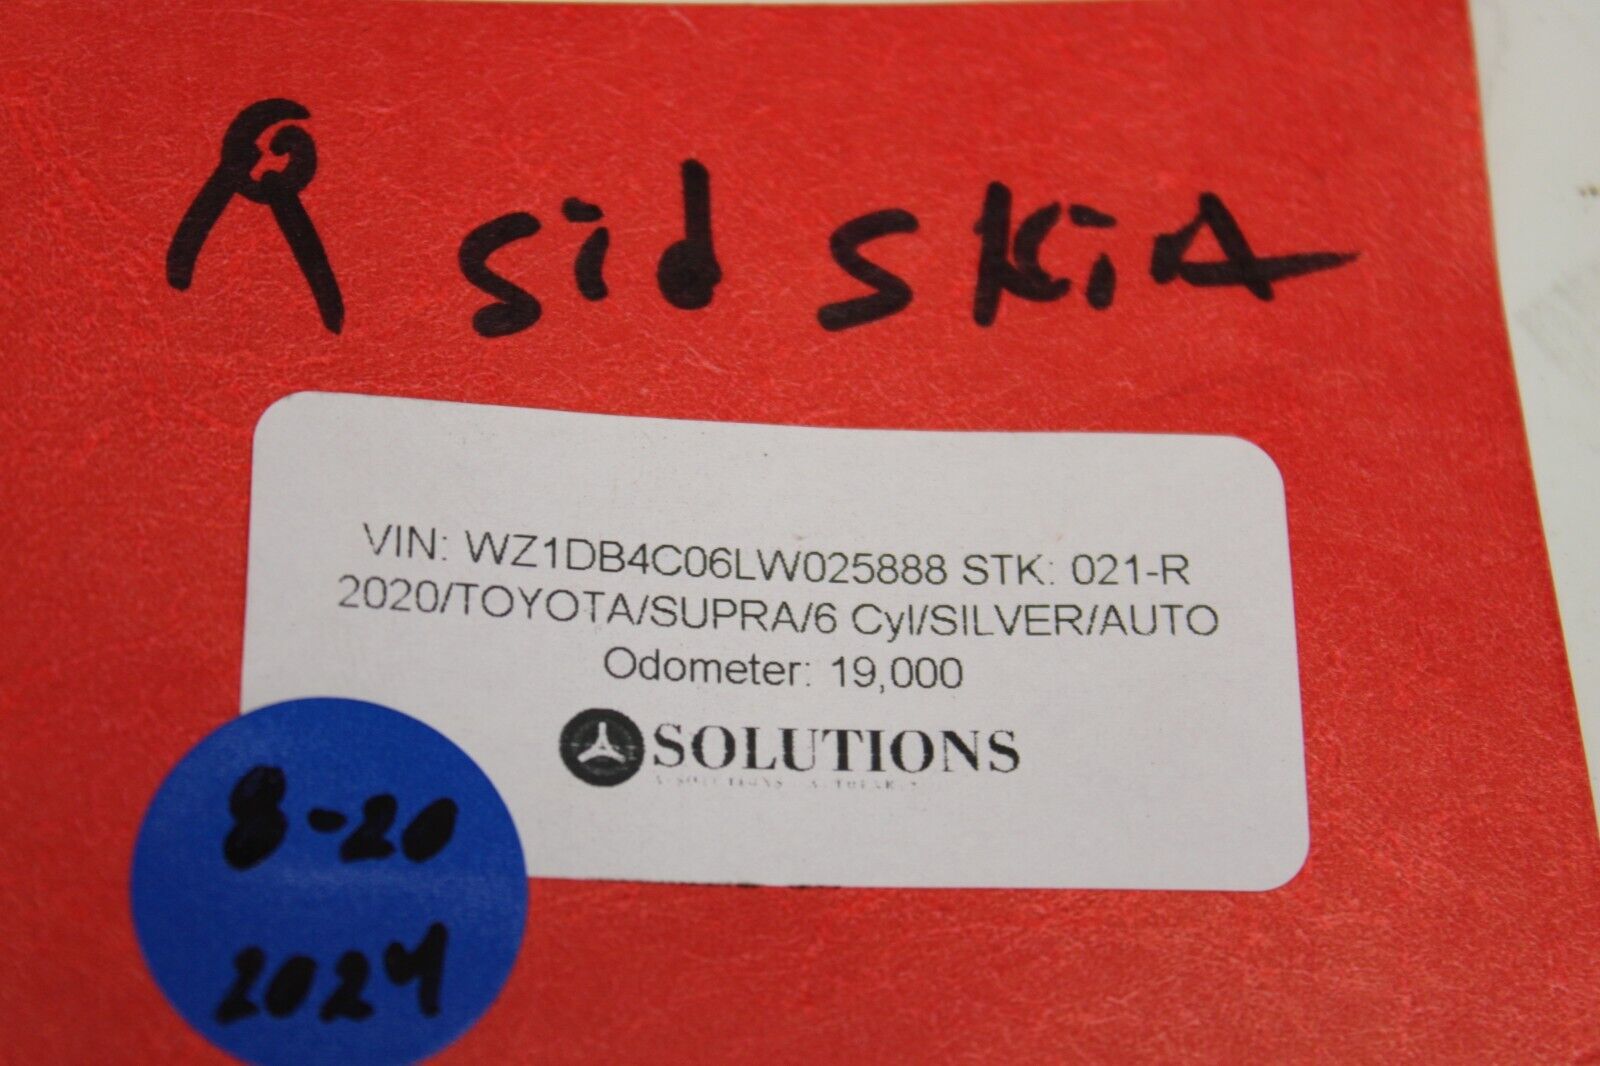 R sid skiA
VIN: WZ1DB4C06LW025888 STK: 021-R
2020/TOYOTA/SUPRA/6 Cyl/SILVER/AUTO
Odometer: 19,000
SOLUTIONS
8-20
2024